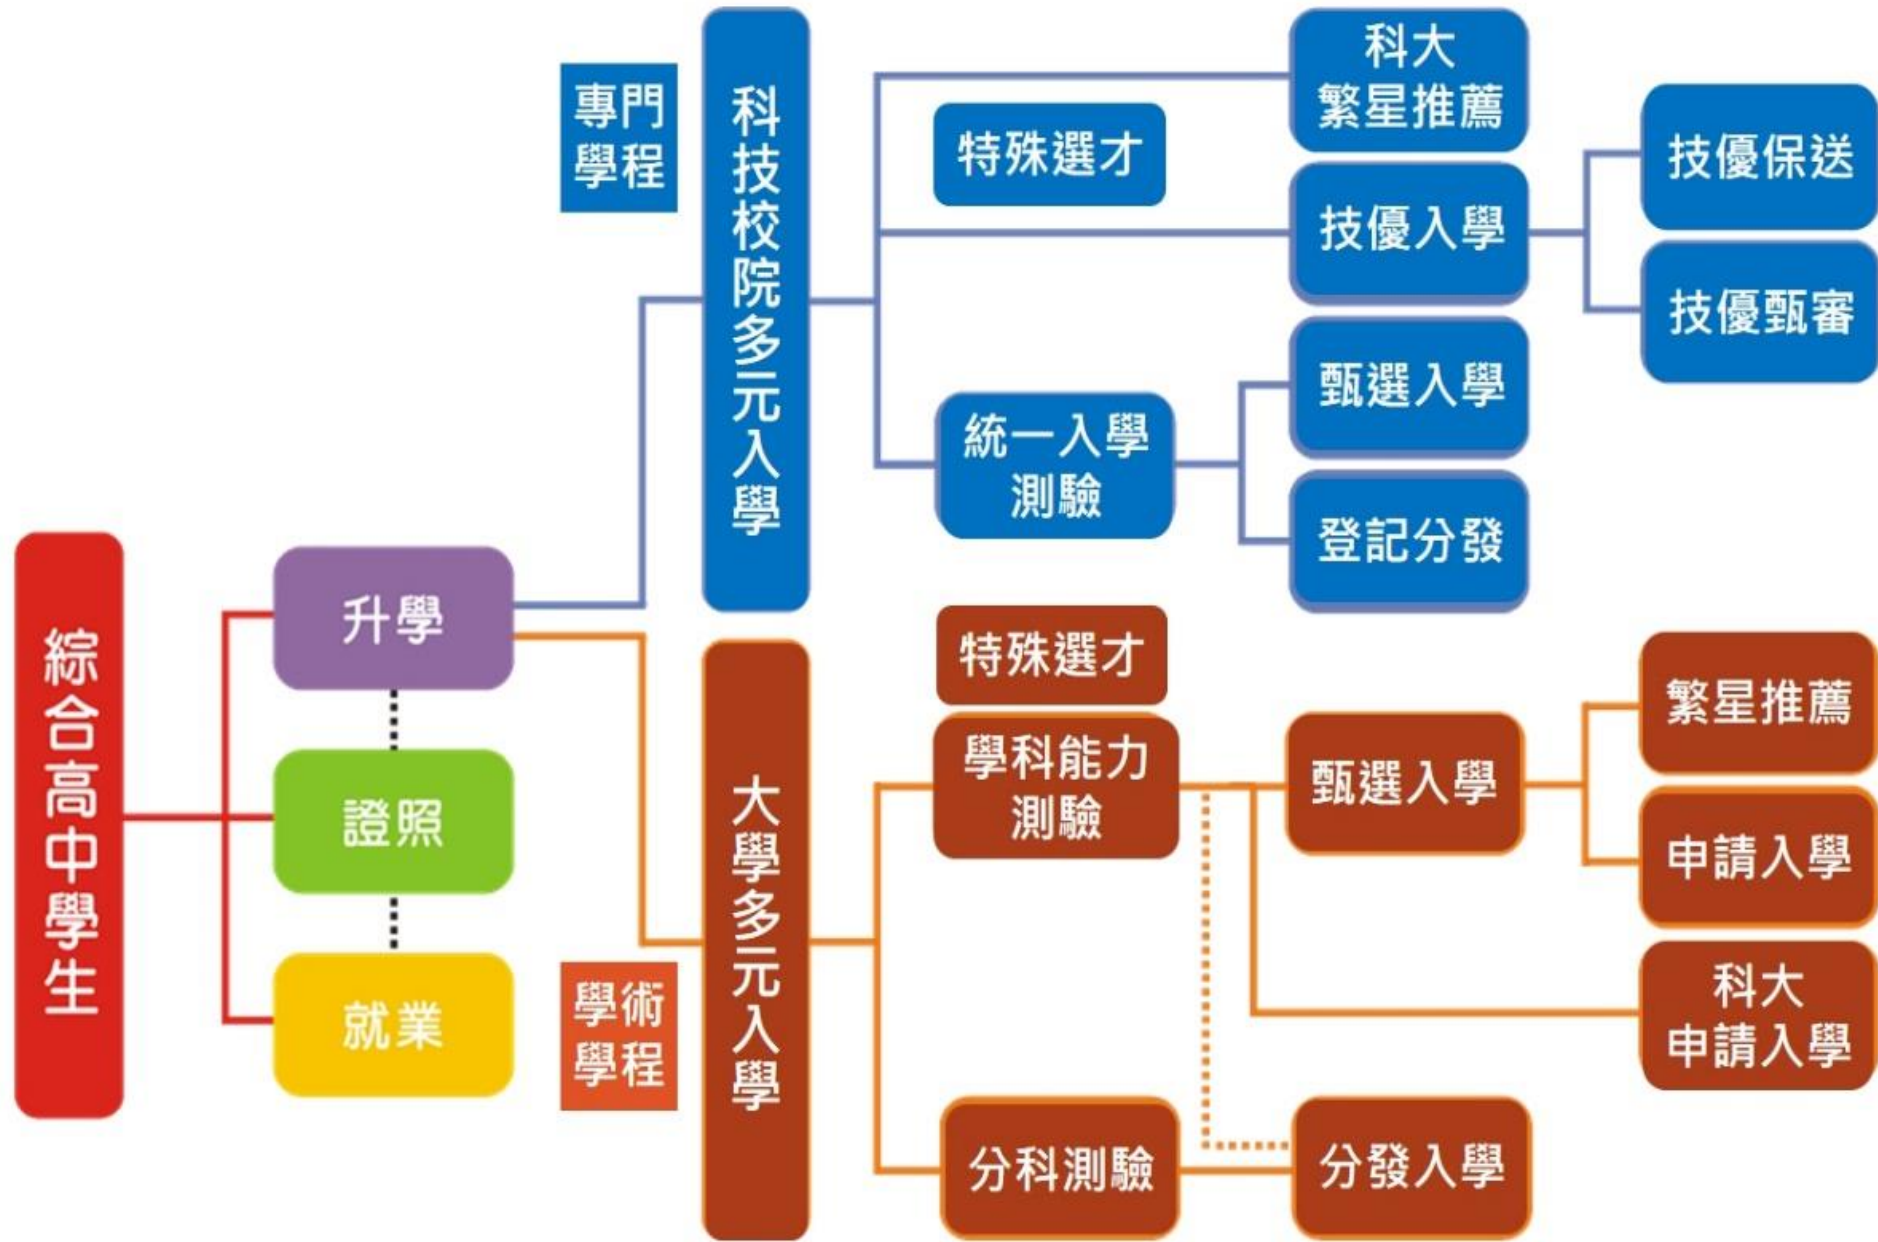 綜合高中學生
升學
證照
就業
專門
學程
科技校院多元入學
特殊選才
科大
繁星推薦
技優入學
技優保送
技優甄審
統一入學
測驗
甄選入學
登記分發
學術
學程
大學多元入學
特殊選才
學科能力
測驗
甄選入學
繁星推薦
申請入學
科大
申請入學
分科測驗
分發入學